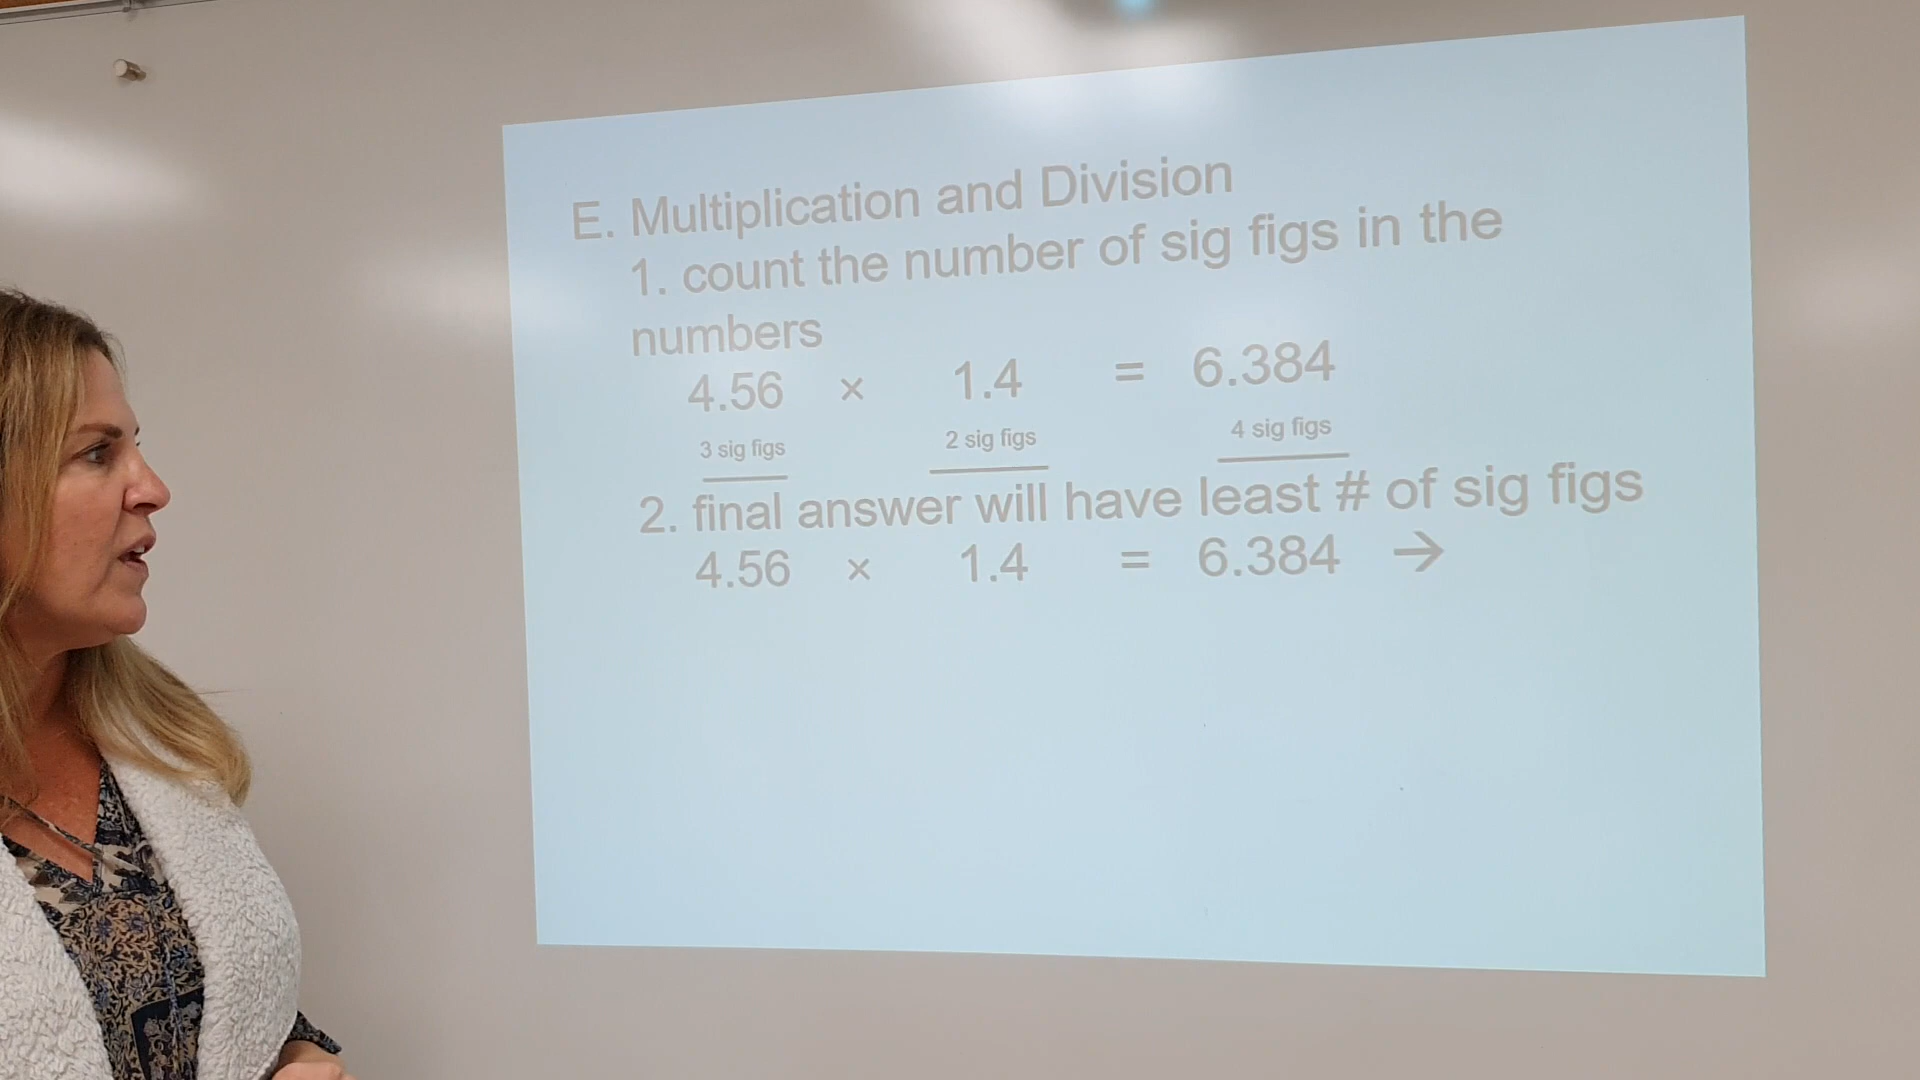 E. Multiplication and Division
1. count the number of sig figs in the
numbers
4.56 × 1.4 = 6.384
3 sig figs 2 sig figs 4 sig figs
2. final answer will have least # of sig figs
4.56 × 1.4 = 6.384 →